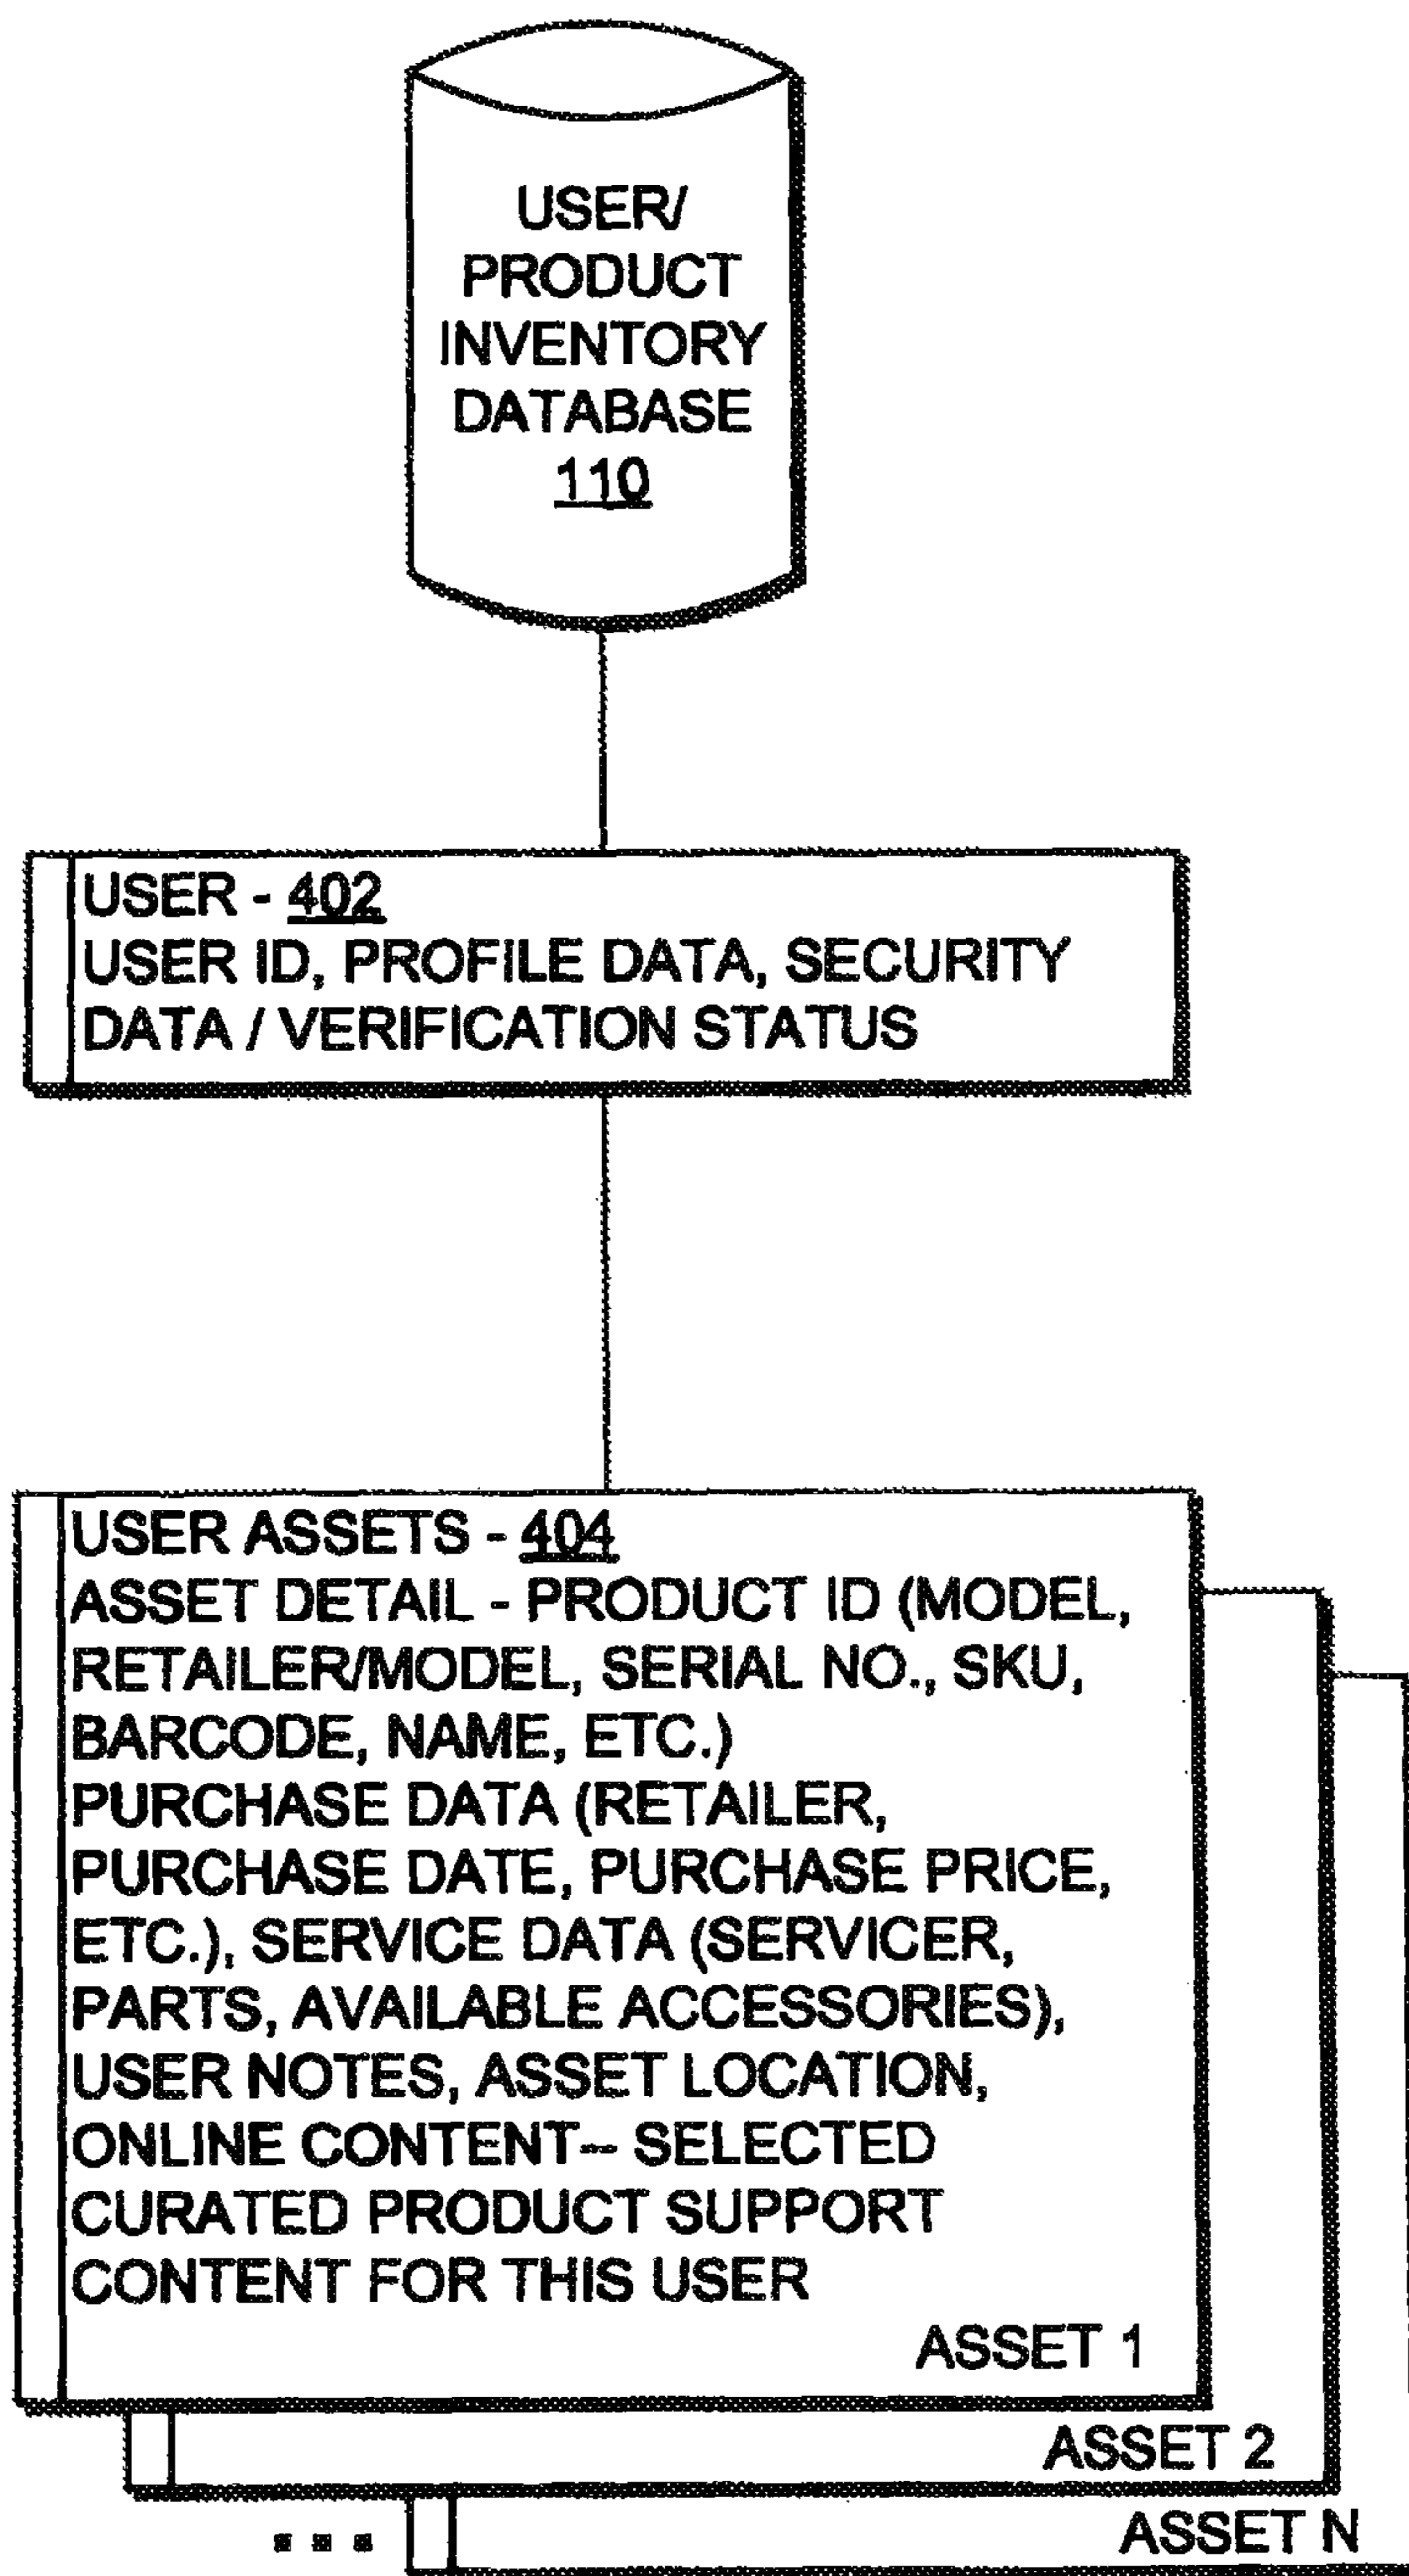 USER/
PRODUCT
INVENTORY
DATABASE
110
USER - 402
USER ID, PROFILE DATA, SECURITY
DATA / VERIFICATION STATUS
USER ASSETS - 404
ASSET DETAIL - PRODUCT ID (MODEL,
RETAILER/MODEL, SERIAL NO., SKU,
BARCODE, NAME, ETC.)
PURCHASE DATA (RETAILER,
PURCHASE DATE, PURCHASE PRICE,
ETC.), SERVICE DATA (SERVICER,
PARTS, AVAILABLE ACCESSORIES),
USER NOTES, ASSET LOCATION,
ONLINE CONTENT-- SELECTED
CURATED PRODUCT SUPPORT
CONTENT FOR THIS USER
ASSET 1
ASSET 2
... ASSET N